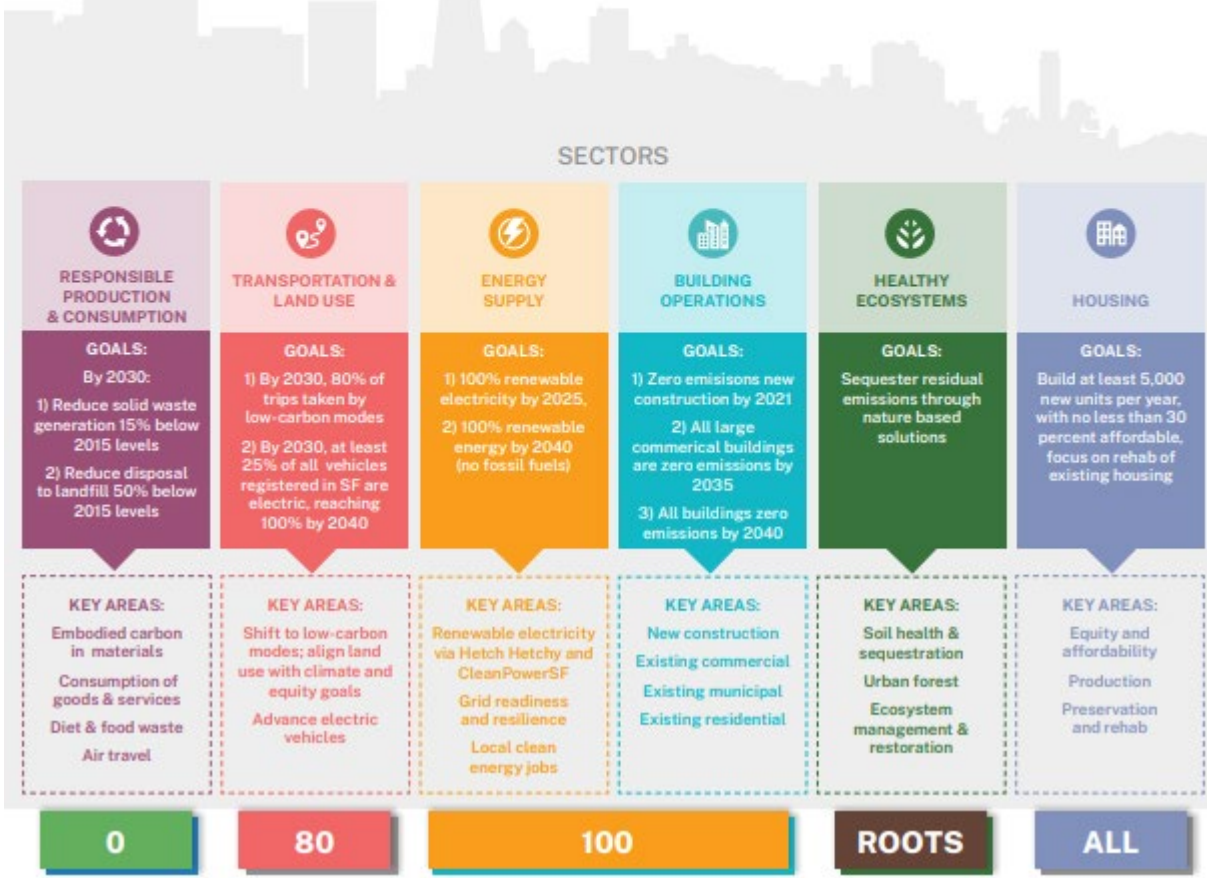 SECTORS
RESPONSIBLE
PRODUCTION
& CONSUMPTION
GOALS:
By 2030:
1) Reduce solid waste
generation 15% below
2015 levels
2) Reduce disposal
to landfill 50% below
2015 levels
KEY AREAS:
Embodied carbon
in materials
Consumption of
goods & services
Diet & food waste
Air travel
0
TRANSPORTATION &
LAND USE
GOALS:
1) By 2030, 80% of
trips taken by
low-carbon modes
2) By 2030, at least
25% of all vehicles
registered in SF are
electric, reaching
100% by 2040
KEY AREAS:
Shift to low-carbon
modes; align land
use with climate and
equity goals
Advance electric
vehicles
80
ENERGY
SUPPLY
GOALS:
1) 100% renewable
electricity by 2025,
2) 100% renewable
energy by 2040
(no fossil fuels)
KEY AREAS:
Renewable electricity
via Hetch Hetchy and
CleanPowerSF
Grid readiness
and resilience
Local clean
energy jobs
BUILDING
OPERATIONS
GOALS:
1) Zero emisisons new
construction by 2021
2) All large
commerical buildings
are zero emissions by
2035
3) All buildings zero
emissions by 2040
KEY AREAS:
New construction
Existing commercial
Existing municipal
Existing residential
100
HEALTHY
ECOSYSTEMS
GOALS:
Sequester residual
emissions through
nature based
solutions
KEY AREAS:
Soil health &
sequestration
Urban forest
Ecosystem
management &
restoration
ROOTS
HOUSING
GOALS:
Build at least 5,000
new units per year,
with no less than 30
percent affordable,
focus on rehab of
existing housing
KEY AREAS:
Equity and
affordability
Production
Preservation
and rehab
ALL